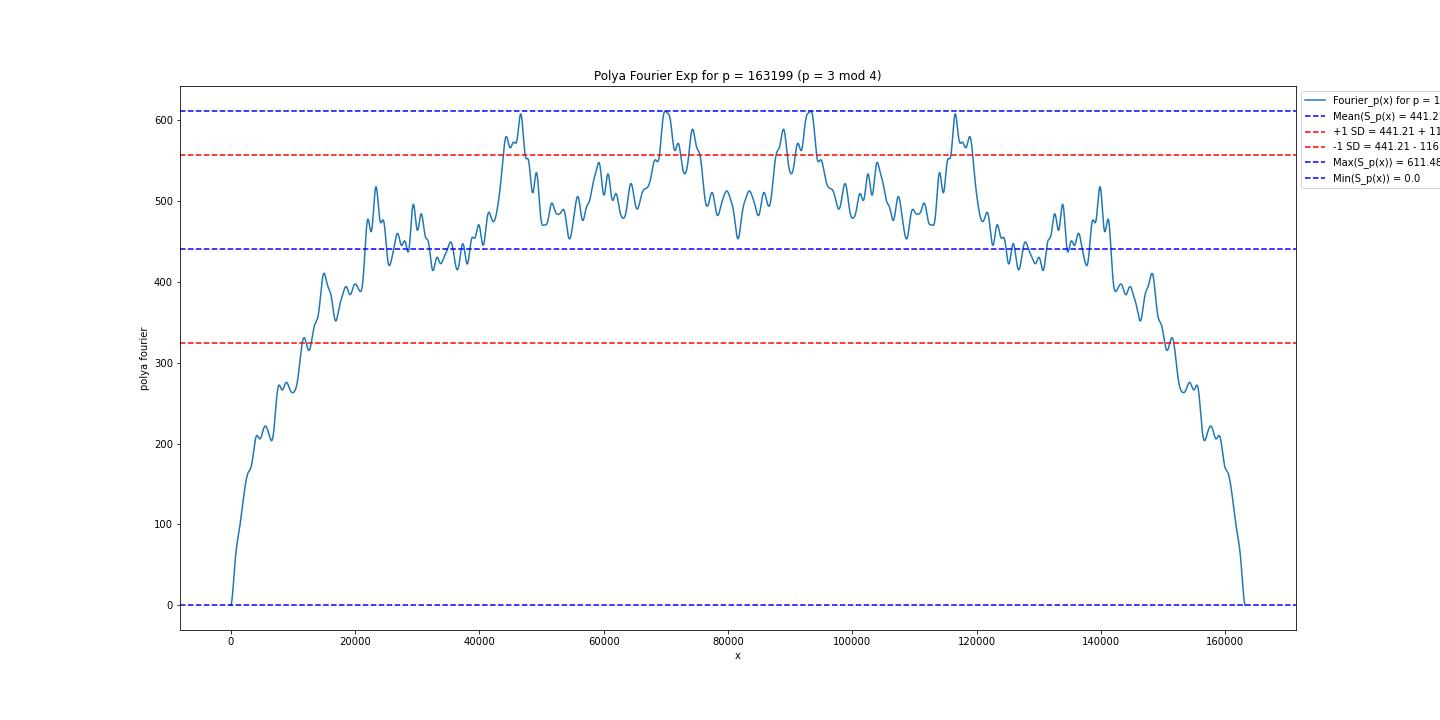 Polya Fourier Exp for p = 163199 (p = 3 mod 4)
Fourier_p(x) for p = 1
Mean(S_p(x) = 441.2
+1 SD = 441.21 + 11
-1 SD = 441.21 - 116
Max(S_p(x)) = 611.48
Min(S_p(x)) = 0.0
polya fourier
600
500
400
300
200
100
0
0 20000 40000 60000 80000 100000 120000 140000 160000
x